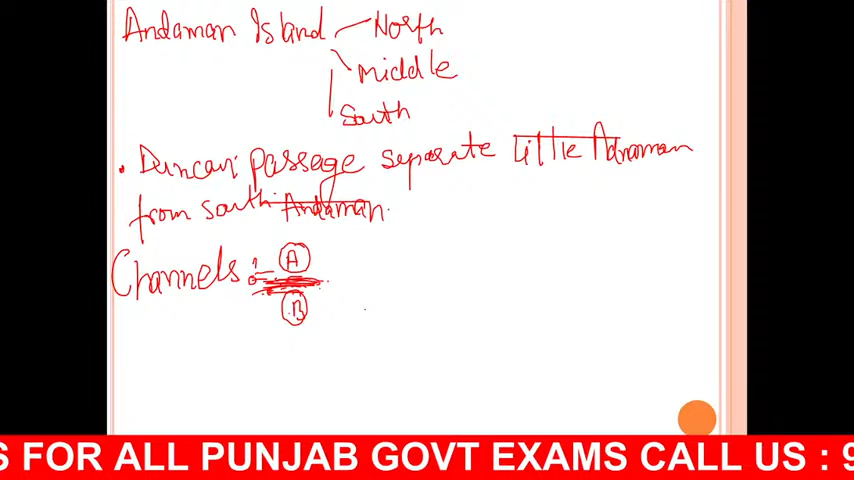 Andaman Island North
Middle
South
. Duncan passage separate Little Adnaman
from south Andaman.
Channels :- A
B
S FOR ALL PUNJAB GOVT EXAMS CALL US : 9